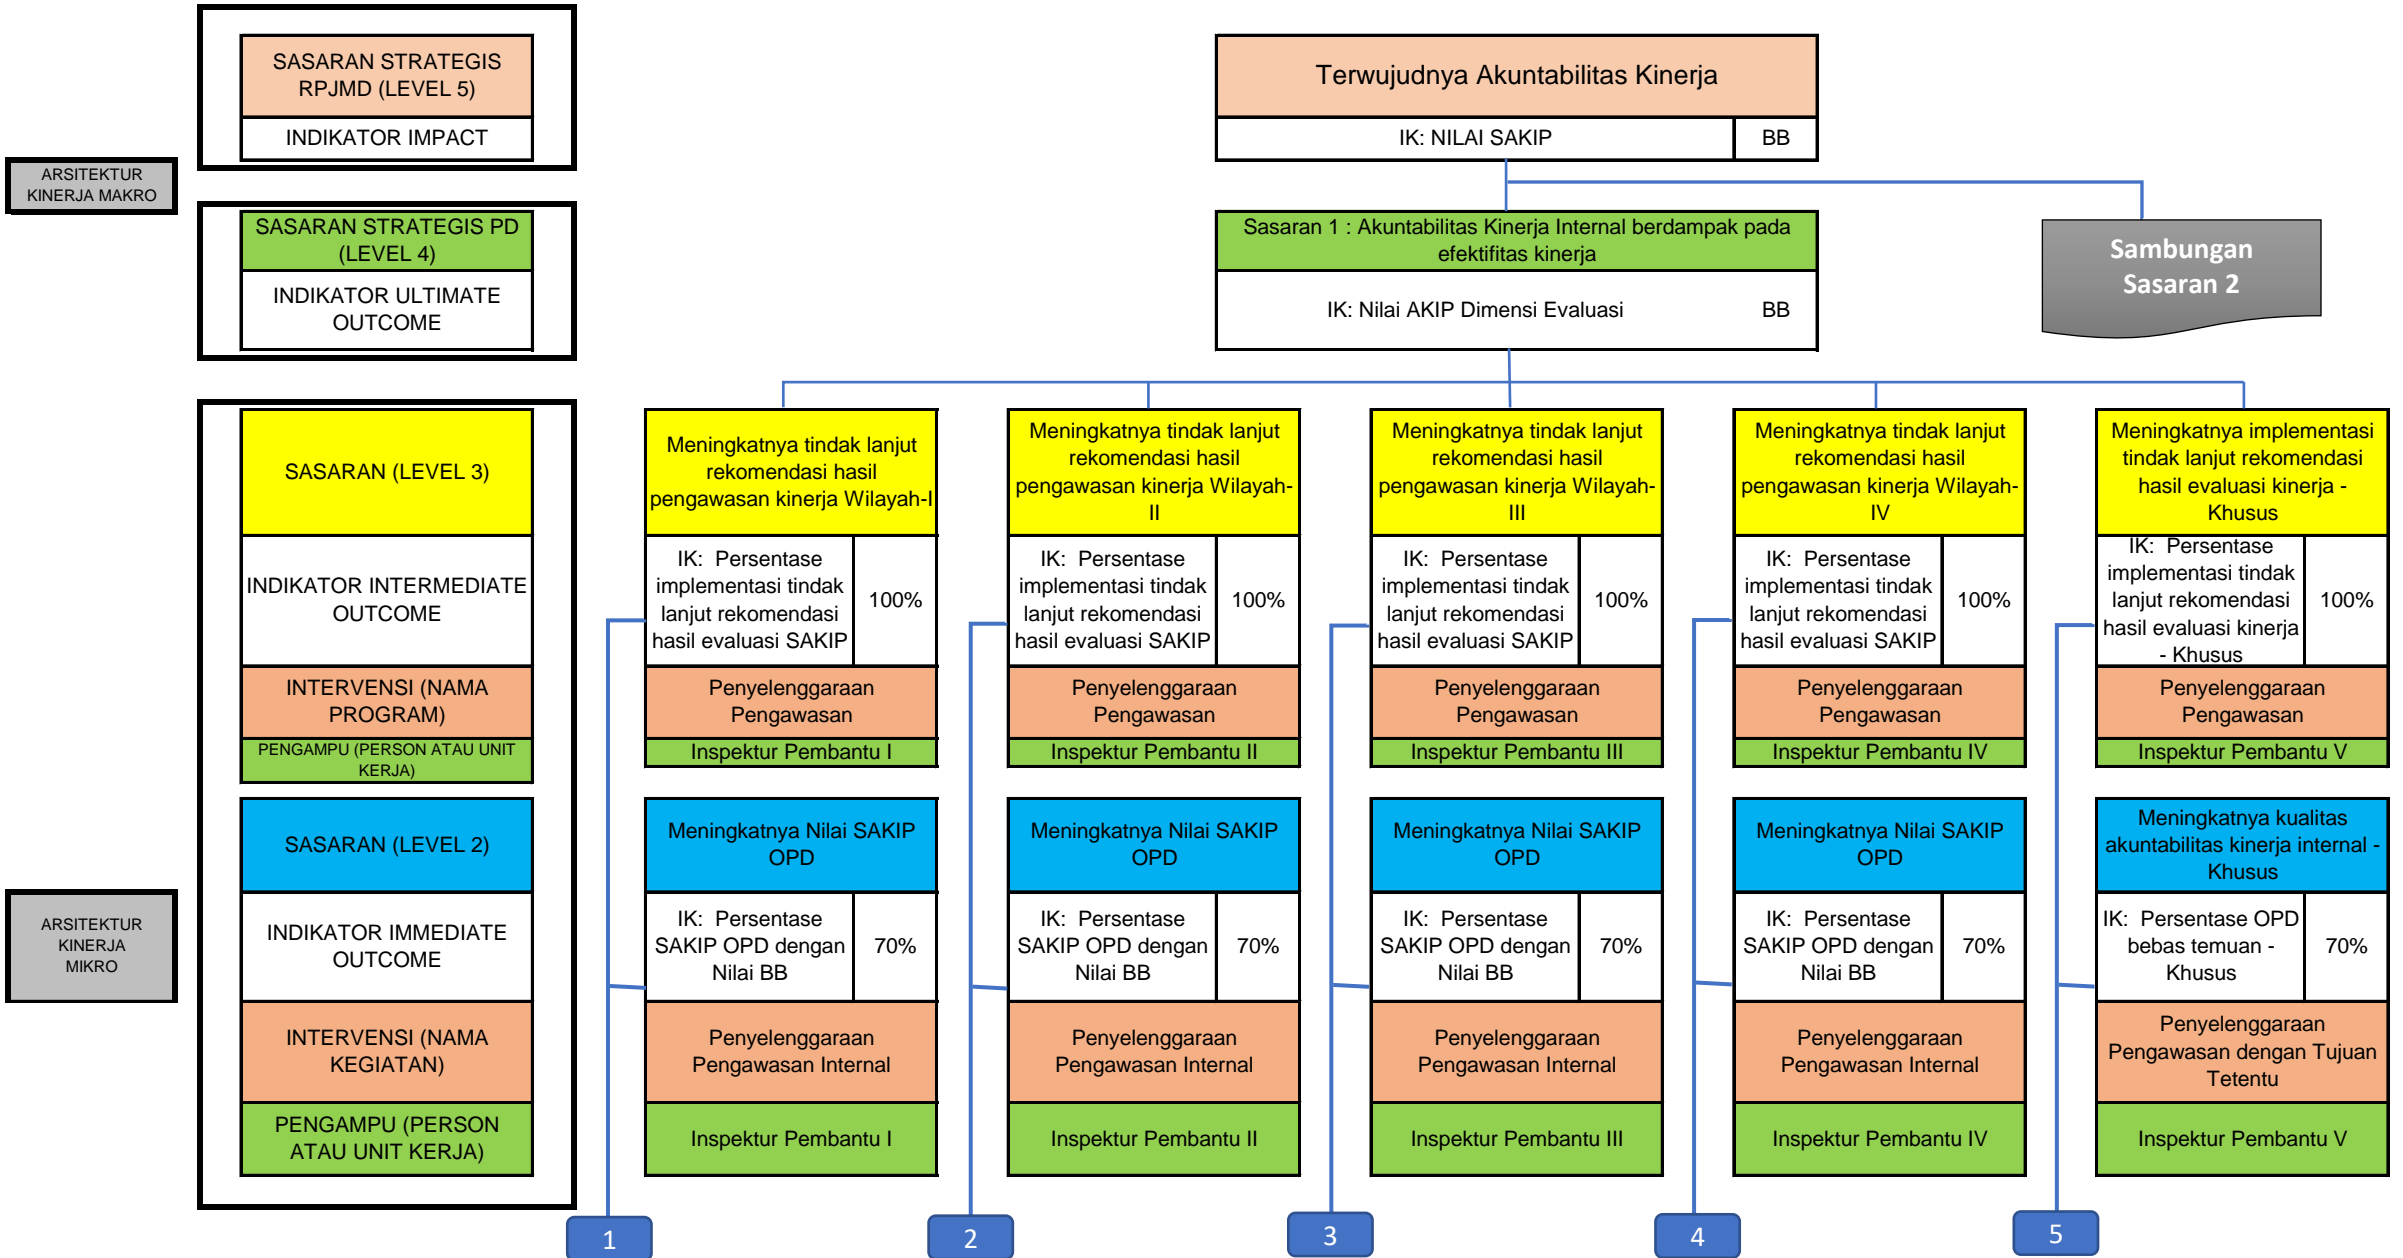 SASARAN STRATEGIS
RPJMD (LEVEL 5)
INDIKATOR IMPACT
Terwujudnya Akuntabilitas Kinerja
IK: NILAI SAKIP
BB
ARSITEKTUR
KINERJA MAKRO
SASARAN STRATEGIS PD
(LEVEL 4)
INDIKATOR ULTIMATE
OUTCOME
Sasaran 1 : Akuntabilitas Kinerja Internal berdampak pada
efektifitas kinerja
IK: Nilai AKIP Dimensi Evaluasi
BB
Sambungan
Sasaran 2
SASARAN (LEVEL 3)
Meningkatnya tindak lanjut
rekomendasi hasil
pengawasan kinerja Wilayah-I
Meningkatnya tindak lanjut
rekomendasi hasil
pengawasan kinerja Wilayah-
II
Meningkatnya tindak lanjut
rekomendasi hasil
pengawasan kinerja Wilayah-
III
Meningkatnya tindak lanjut
rekomendasi hasil
pengawasan kinerja Wilayah-
IV
Meningkatnya implementasi
tindak lanjut rekomendasi
hasil evaluasi kinerja -
Khusus
INDIKATOR INTERMEDIATE
OUTCOME
IK:  Persentase
implementasi tindak
lanjut rekomendasi
hasil evaluasi SAKIP
100%
IK:  Persentase
implementasi tindak
lanjut rekomendasi
hasil evaluasi SAKIP
100%
IK:  Persentase
implementasi tindak
lanjut rekomendasi
hasil evaluasi SAKIP
100%
IK:  Persentase
implementasi tindak
lanjut rekomendasi
hasil evaluasi SAKIP
100%
IK:  Persentase
implementasi tindak
lanjut rekomendasi
hasil evaluasi kinerja
- Khusus
100%
INTERVENSI (NAMA
PROGRAM)
Penyelenggaraan
Pengawasan
Penyelenggaraan
Pengawasan
Penyelenggaraan
Pengawasan
Penyelenggaraan
Pengawasan
Penyelenggaraan
Pengawasan
PENGAMPU (PERSON ATAU UNIT
KERJA)
Inspektur Pembantu I
Inspektur Pembantu II
Inspektur Pembantu III
Inspektur Pembantu IV
Inspektur Pembantu V
SASARAN (LEVEL 2)
Meningkatnya Nilai SAKIP
OPD
Meningkatnya Nilai SAKIP
OPD
Meningkatnya Nilai SAKIP
OPD
Meningkatnya Nilai SAKIP
OPD
Meningkatnya kualitas
akuntabilitas kinerja internal -
Khusus
ARSITEKTUR
KINERJA
MIKRO
INDIKATOR IMMEDIATE
OUTCOME
IK:  Persentase
SAKIP OPD dengan
Nilai BB
70%
IK:  Persentase
SAKIP OPD dengan
Nilai BB
70%
IK:  Persentase
SAKIP OPD dengan
Nilai BB
70%
IK:  Persentase
SAKIP OPD dengan
Nilai BB
70%
IK:  Persentase OPD
bebas temuan -
Khusus
70%
INTERVENSI (NAMA
KEGIATAN)
Penyelenggaraan
Pengawasan Internal
Penyelenggaraan
Pengawasan Internal
Penyelenggaraan
Pengawasan Internal
Penyelenggaraan
Pengawasan Internal
Penyelenggaraan
Pengawasan dengan Tujuan
Tetentu
PENGAMPU (PERSON
ATAU UNIT KERJA)
Inspektur Pembantu I
Inspektur Pembantu II
Inspektur Pembantu III
Inspektur Pembantu IV
Inspektur Pembantu V
1
2
3
4
5